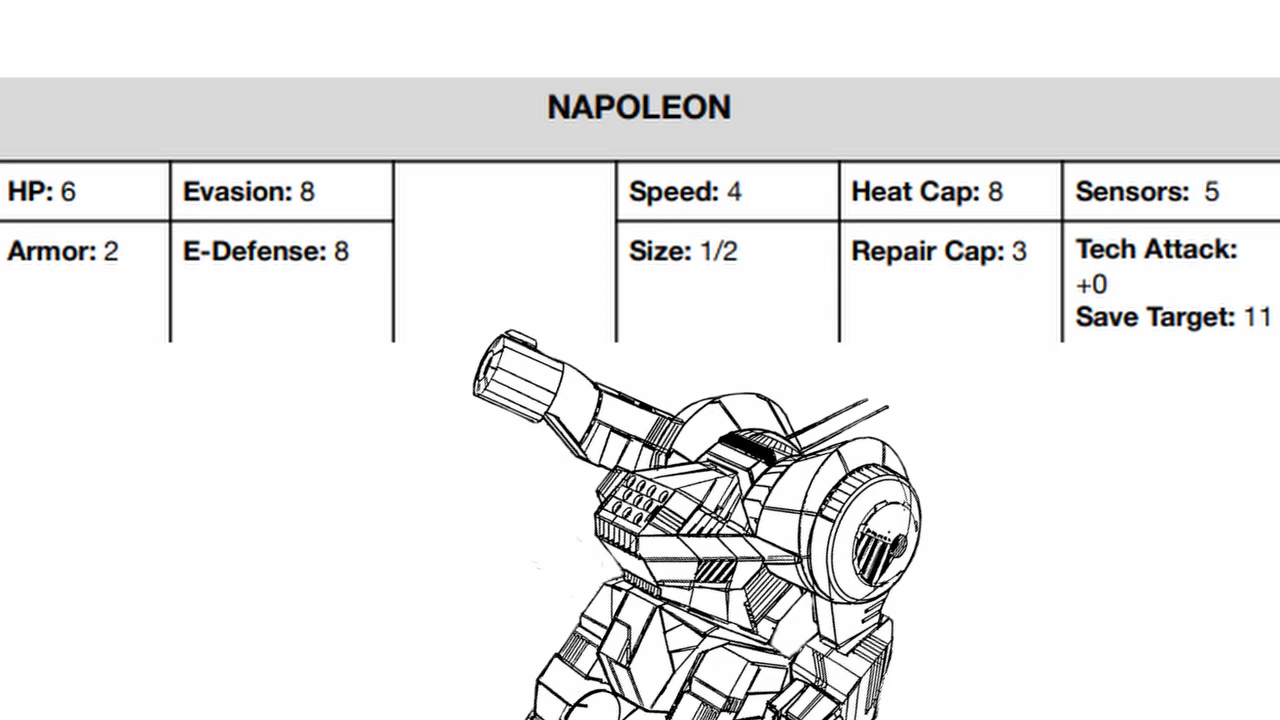 NAPOLEON
HP: 6
Evasion: 8
Speed: 4
Heat Cap: 8
Sensors: 5
Armor: 2
E-Defense: 8
Size: 1/2
Repair Cap: 3
Tech Attack:
+0
Save Target: 11